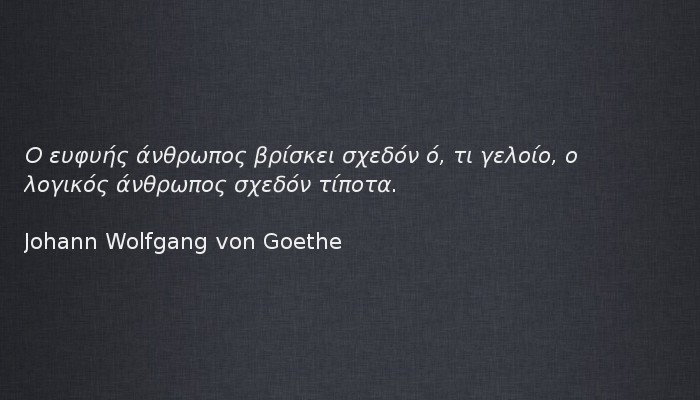 Ο ευφυής άνθρωπος βρίσκει σχεδόν ό, τι γελοίο, ο
λογικός άνθρωπος σχεδόν τίποτα.
Johann Wolfgang von Goethe